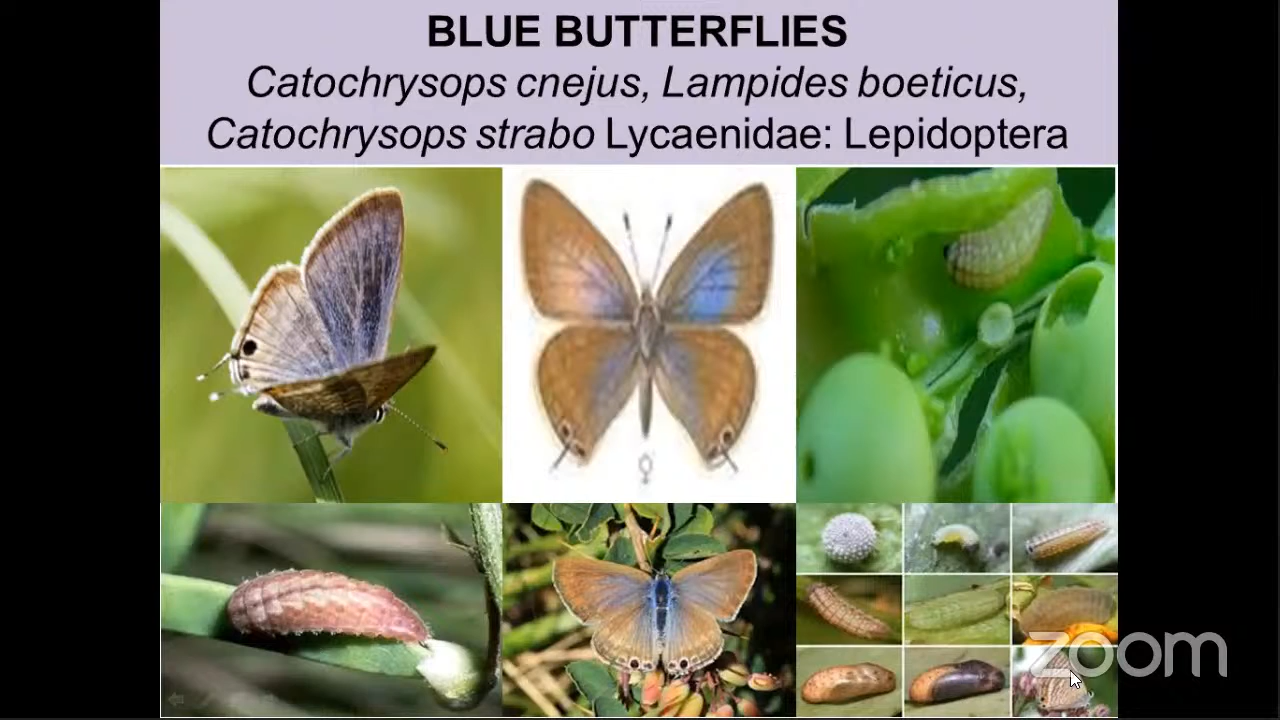 BLUE BUTTERFLIES
Catochrysops cnejus, Lampides boeticus,
Catochrysops strabo Lycaenidae: Lepidoptera
zoom